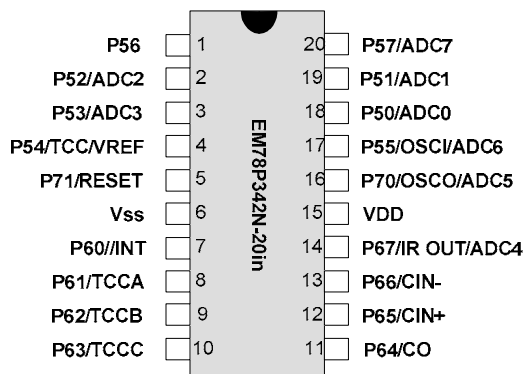 P56 1 20 P57/ADC7
P52/ADC2 2 19 P51/ADC1
P53/ADC3 3 18 P50/ADC0
P54/TCC/VREF 4 17 P55/OSCI/ADC6
P71/RESET 5 16 P70/OSCO/ADC5
Vss 6 15 VDD
P60//INT 7 14 P67/IR OUT/ADC4
P61/TCCA 8 13 P66/CIN-
P62/TCCB 9 12 P65/CIN+
P63/TCCC 10 11 P64/CO
EM78P342N-20in